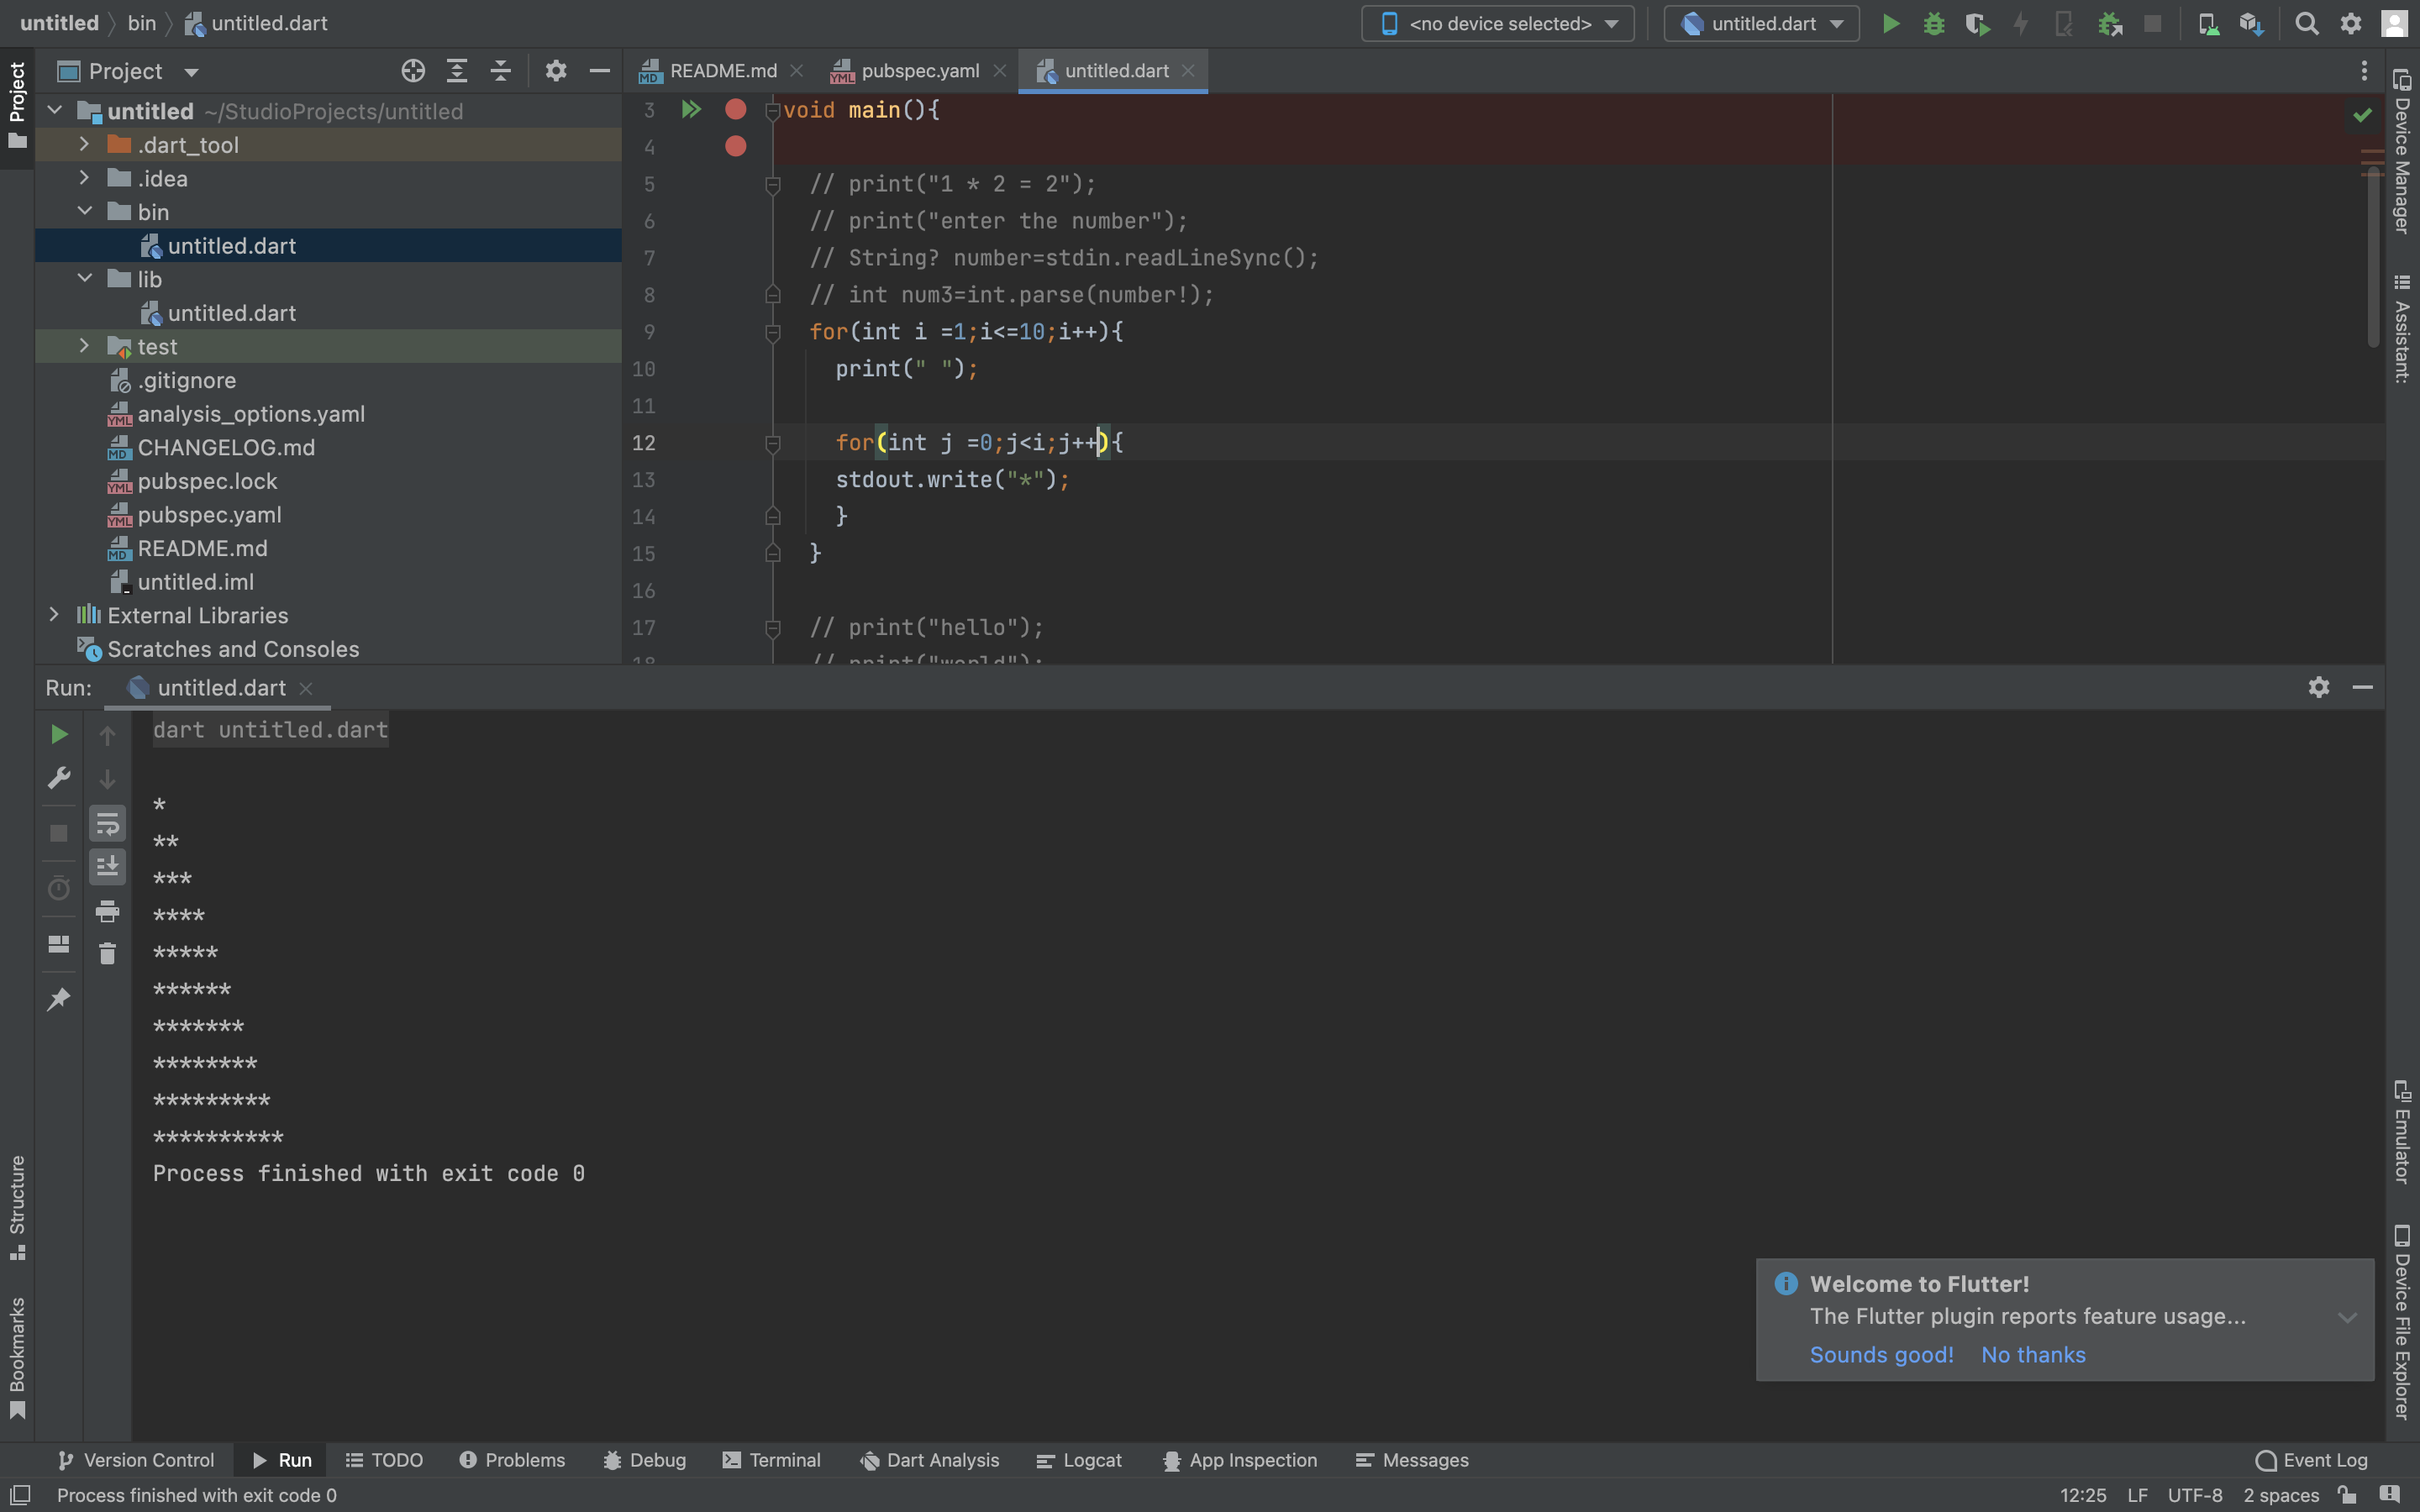 untitled bin untitled.dart <no device selected> untitled.dart
Project
Project
README.md pubspec.yaml untitled.dart
untitled ~/StudioProjects/untitled
.dart_tool
.idea
bin
untitled.dart
lib
untitled.dart
test
.gitignore
analysis_options.yaml
CHANGELOG.md
pubspec.lock
pubspec.yaml
README.md
untitled.iml
External Libraries
Scratches and Consoles
3 void main(){
4
5 // print("1 * 2 = 2");
6 // print("enter the number");
7 // String? number=stdin.readLineSync();
8 // int num3=int.parse(number!);
9 for(int i =1;i<=10;i++){
10 print(" ");
11
12 for(int j =0;j<i;j++){
13 stdout.write("*");
14 }
15 }
16
17 // print("hello");
18 // print("world");
Device Manager
Assistant:
Run: untitled.dart
dart untitled.dart
*
**
***
****
*****
******
*******
********
*********
**********
Process finished with exit code 0
Structure
Bookmarks
Emulator
Device File Explorer
Welcome to Flutter!
The Flutter plugin reports feature usage...
Sounds good! No thanks
Version Control Run TODO Problems Debug Terminal Dart Analysis Logcat App Inspection Messages Event Log
Process finished with exit code 0 12:25 LF UTF-8 2 spaces